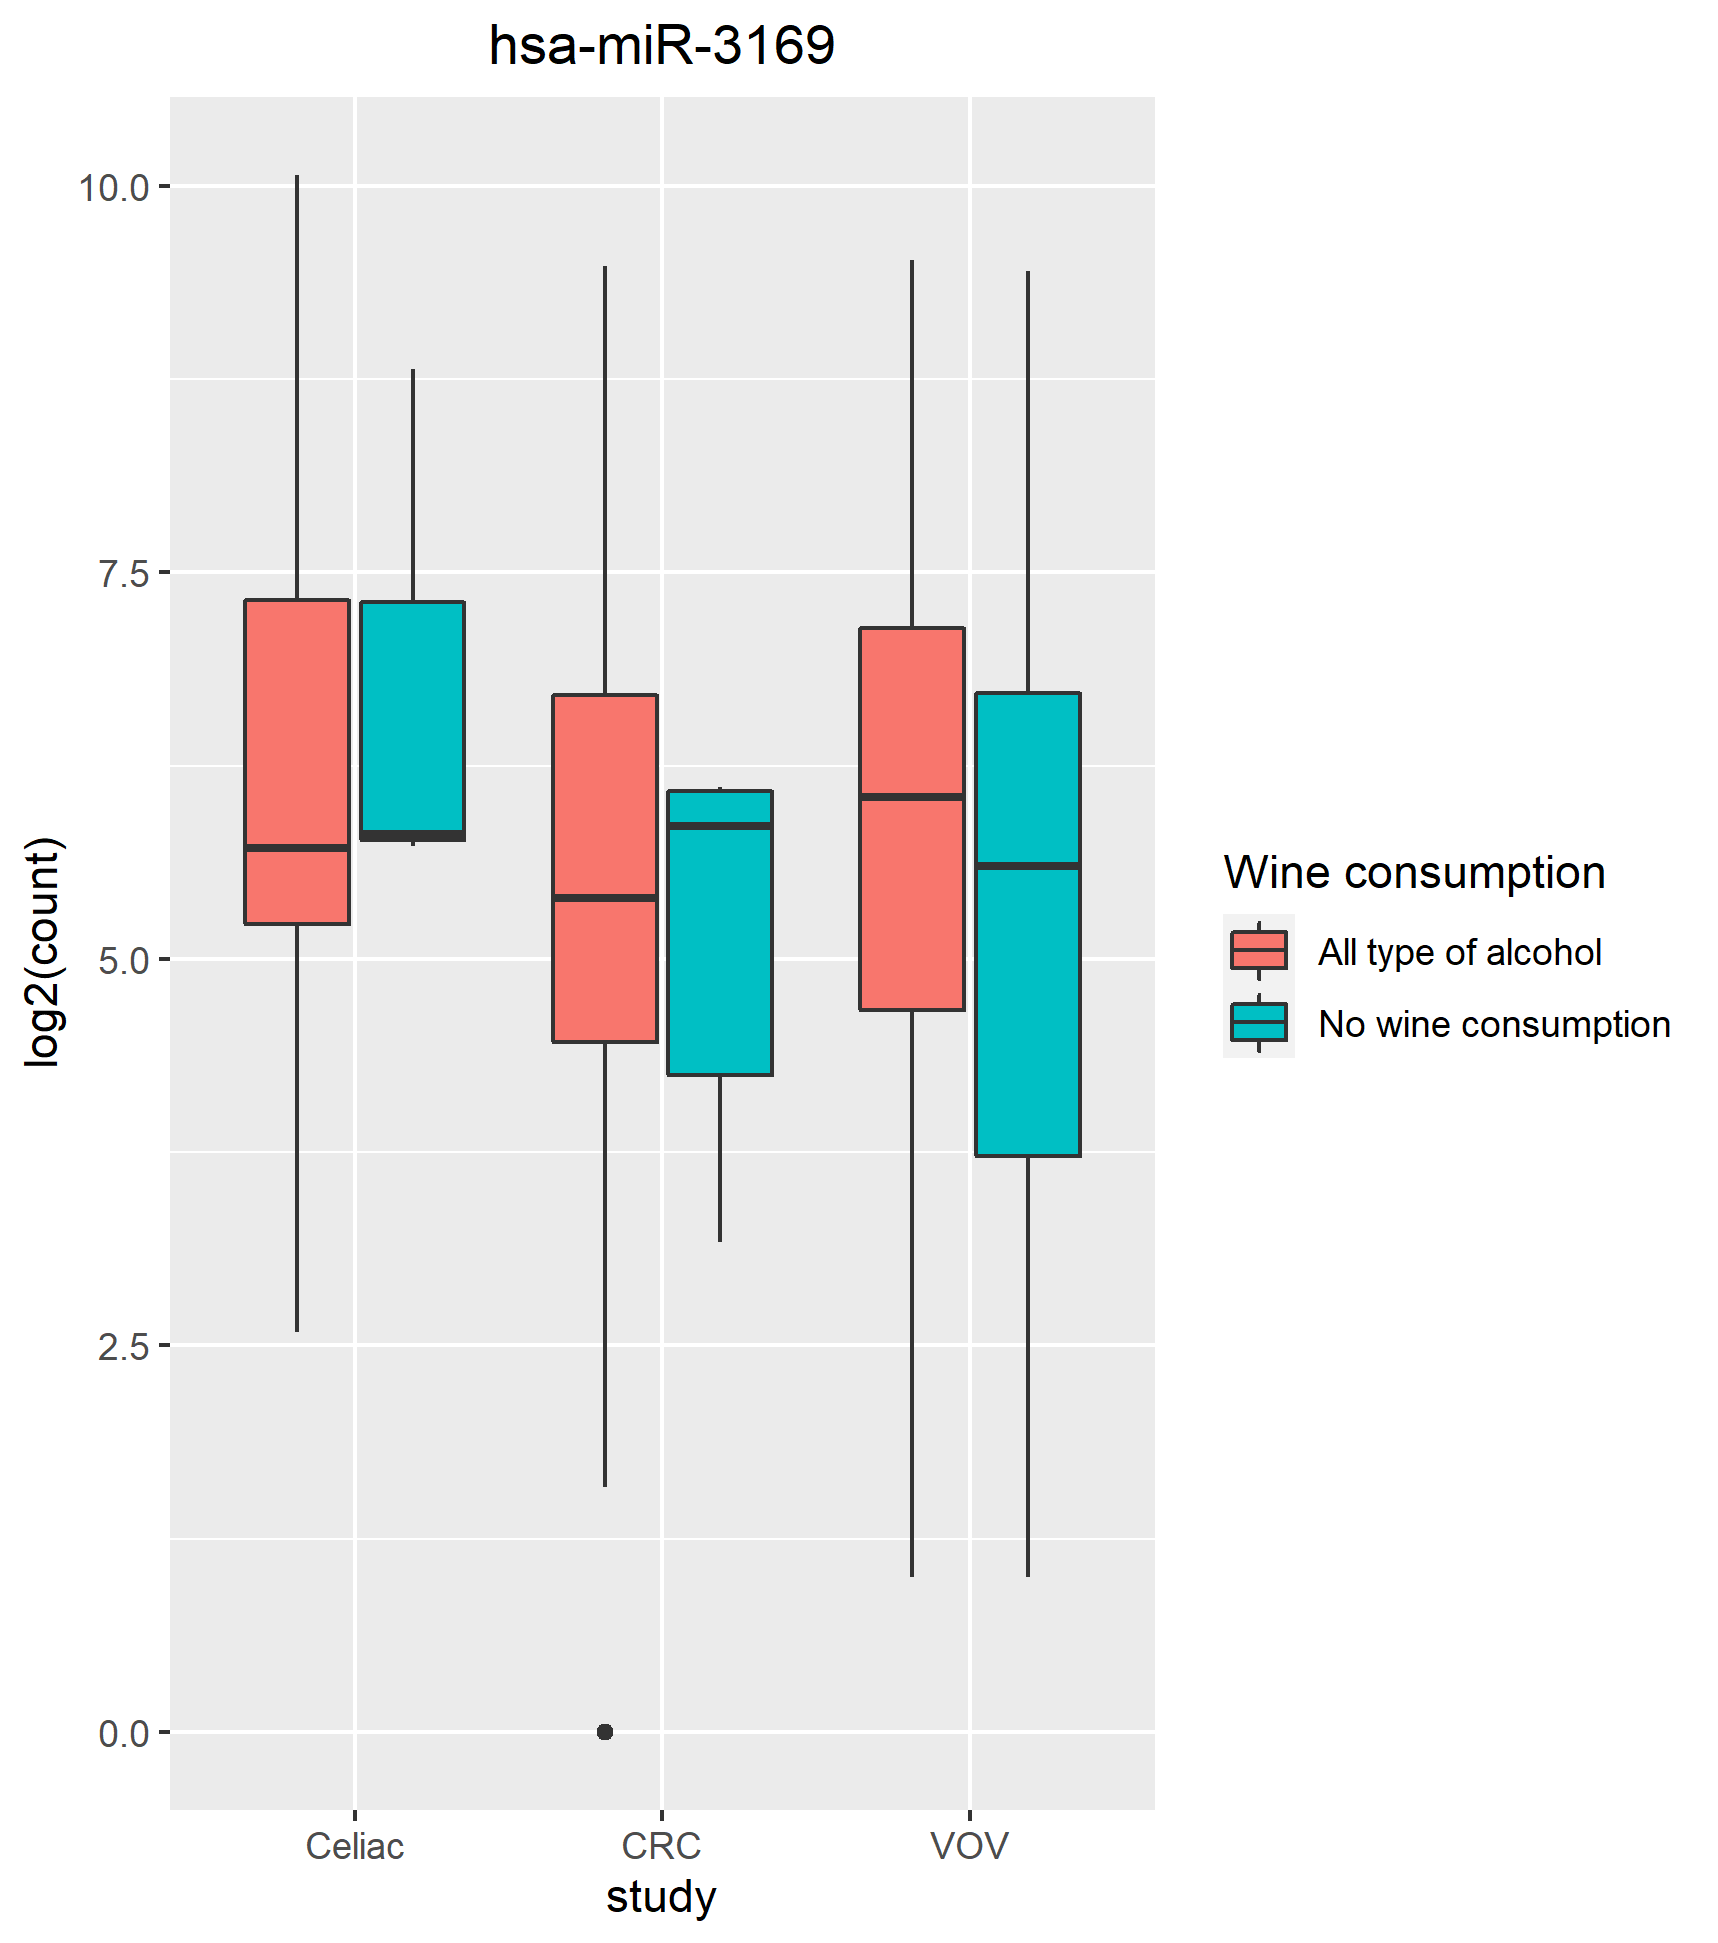 hsa-miR-3169
10.0
7.5
5.0
2.5
0.0
log2(count)
Celiac
CRC
VOV
study
Wine consumption
All type of alcohol
No wine consumption